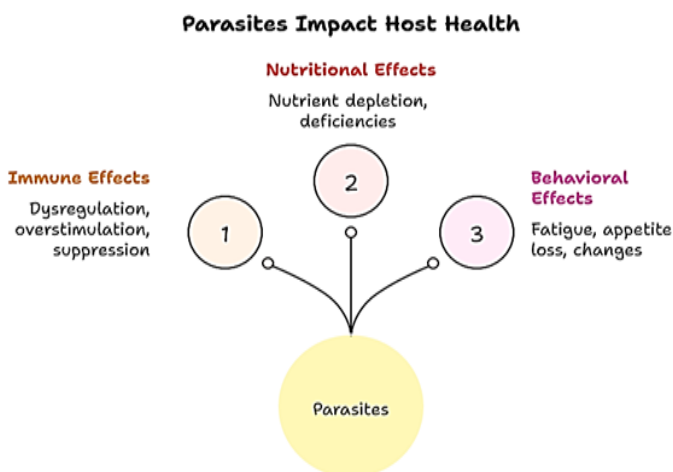 Parasites Impact Host Health
Nutritional Effects
Nutrient depletion,
deficiencies
Immune Effects
Dysregulation,
overstimulation,
suppression
1
2
3
Behavioral
Effects
Fatigue, appetite
loss, changes
Parasites